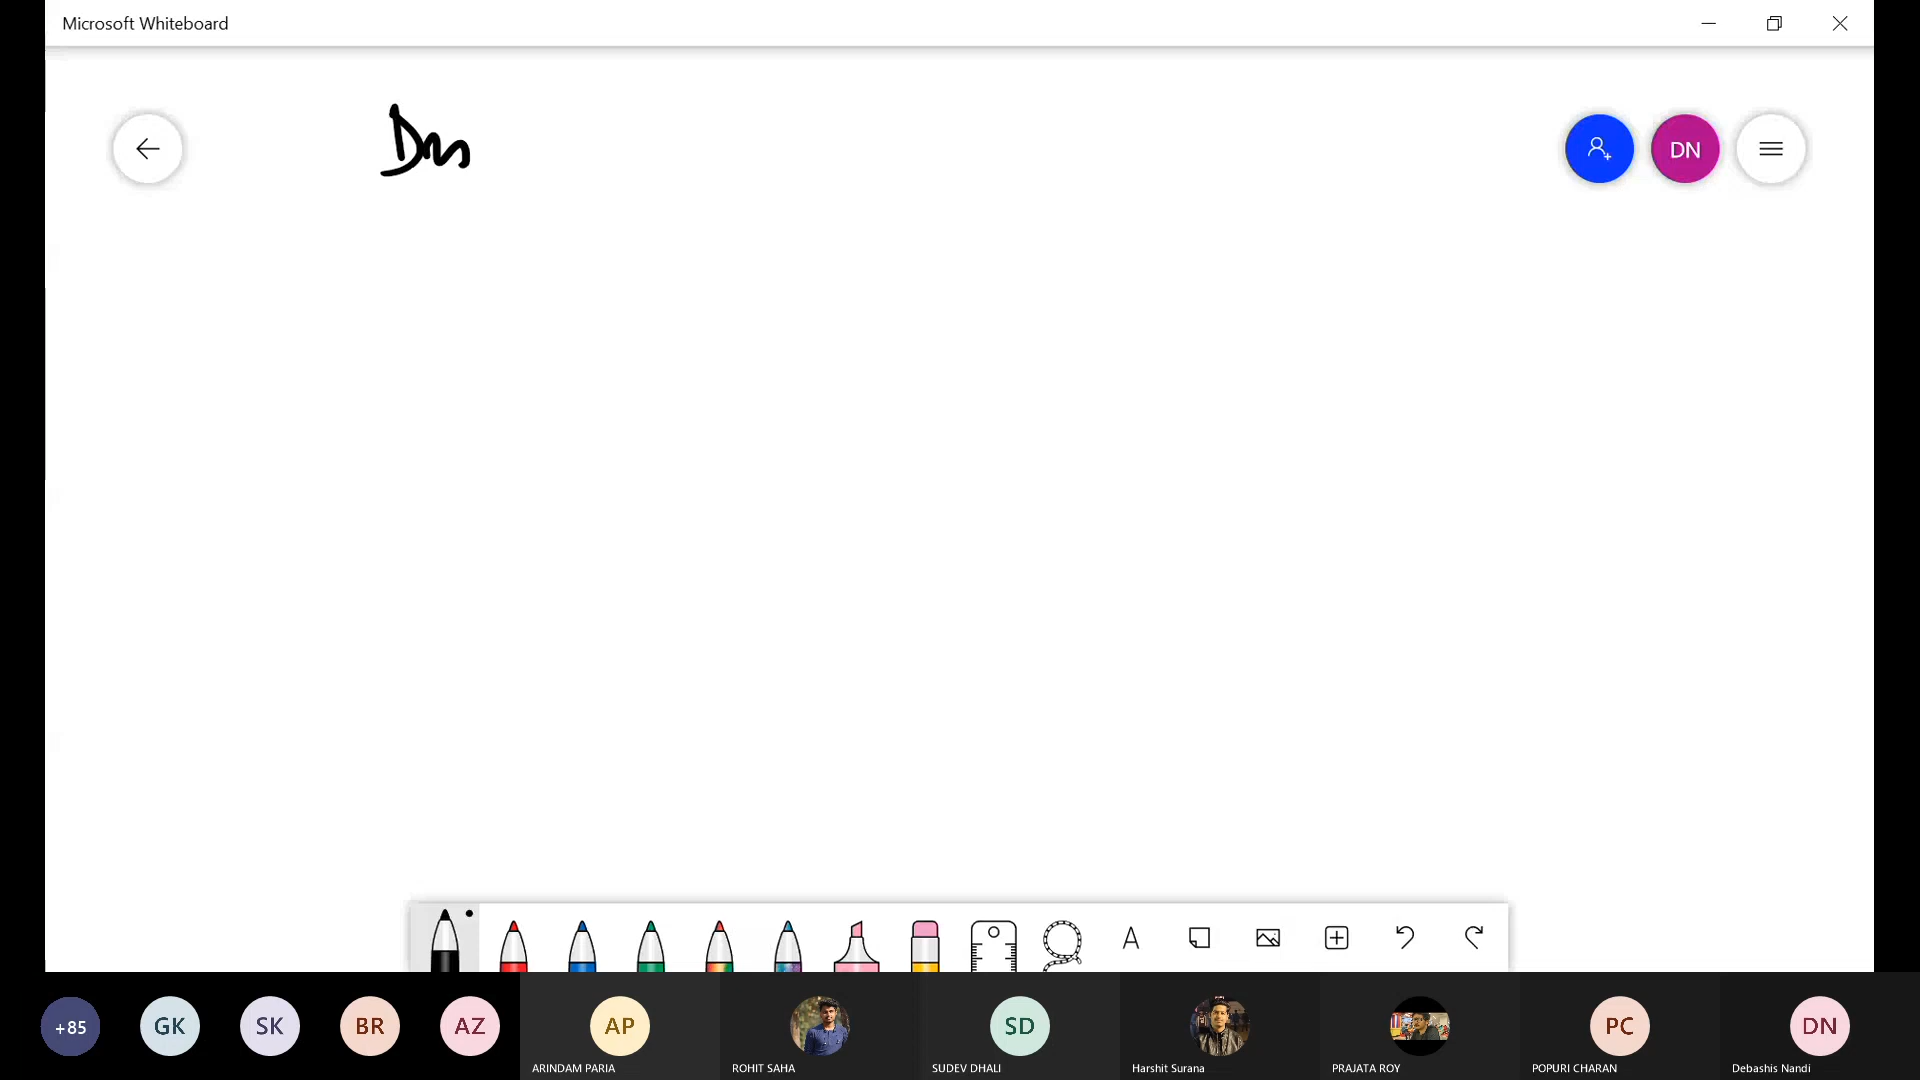 Microsoft Whiteboard
DN
A
+85
GK
SK
BR
AZ
AP
SD
PC
DN
ARINDAM PARIA
ROHIT SAHA
SUDEV DHALI
Harshit Surana
PRAJATA ROY
POPURI CHARAN
Debashis Nandi